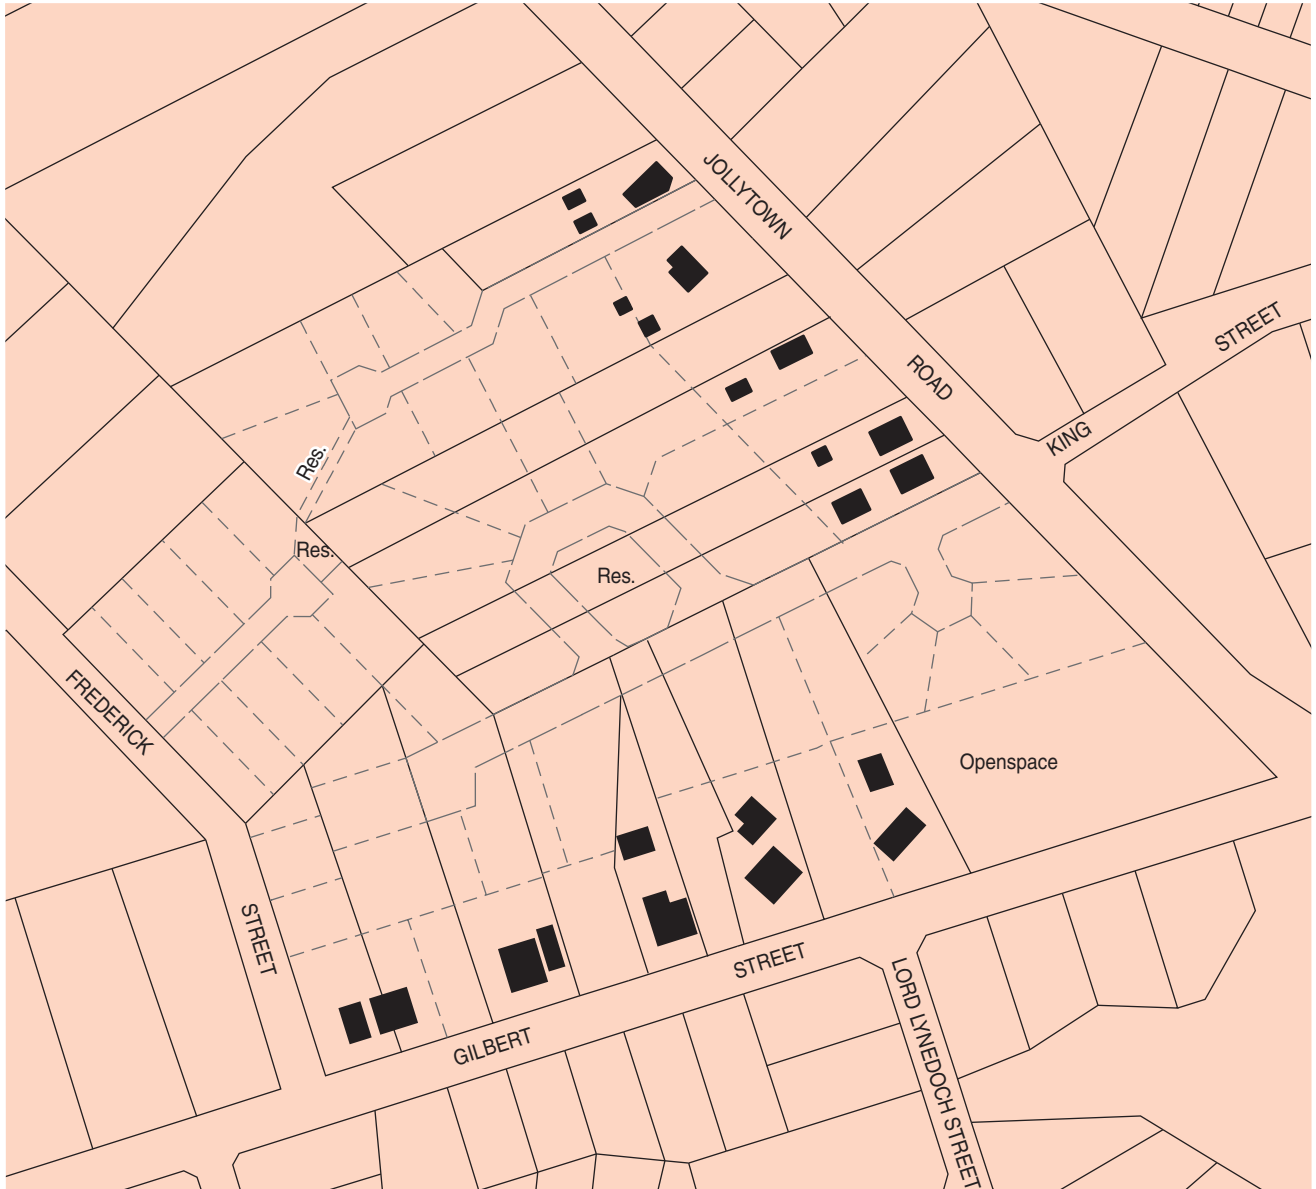 JOLLYTOWN
ROAD
STREET
KING
Res.
Res.
Res.
FREDERICK
Openspace
STREET
STREET
GILBERT
LORD LYNEDOCH STREET